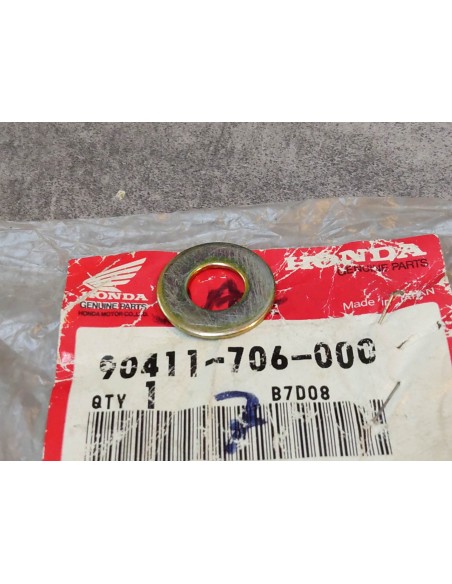 HONDA
GENUINE PARTS
HONDA MOTOR CO., LTD.
HONDA
GENUINE PARTS
Made in JAPAN
90411-706-000
QTY 1 B7D08
2